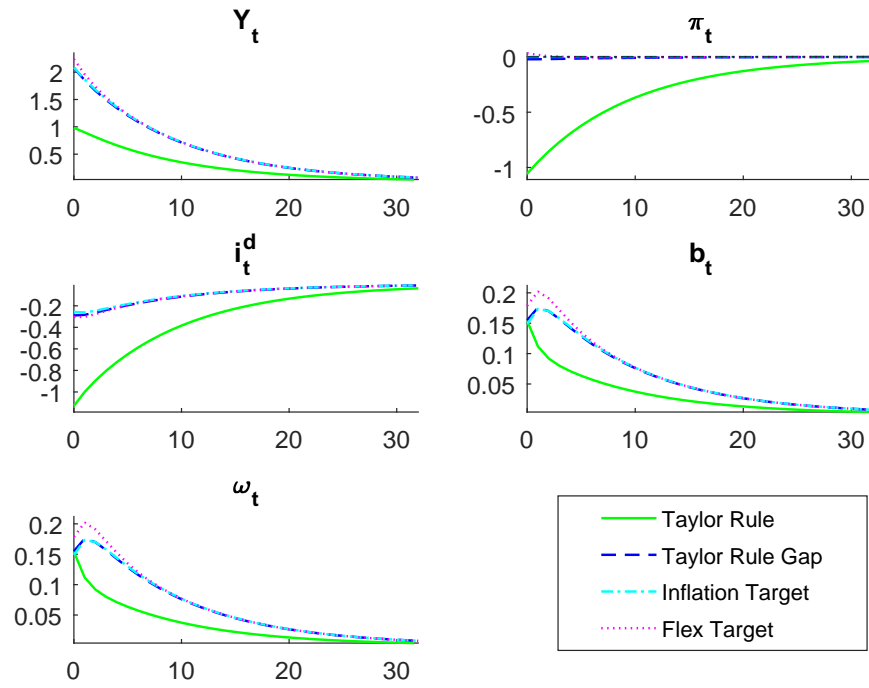 Y_t
2
1.5
1
0.5
0 10 20 30
π_t
0
-0.5
-1
0 10 20 30
i_t^d
-0.2
-0.4
-0.6
-0.8
-1
0 10 20 30
b_t
0.2
0.15
0.1
0.05
0 10 20 30
ω_t
0.2
0.15
0.1
0.05
0 10 20 30
Taylor Rule
Taylor Rule Gap
Inflation Target
Flex Target